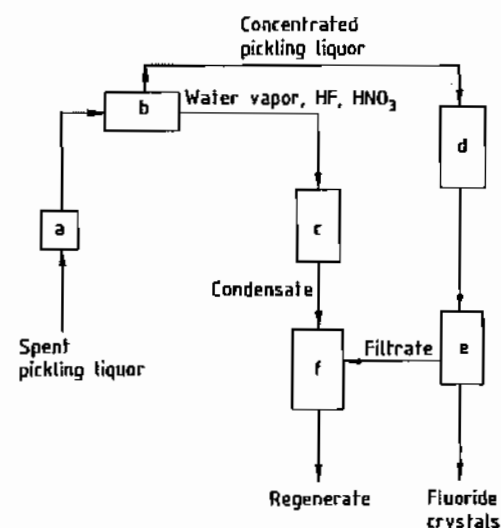 Concentrated
pickling liquor
b
Water vapor, HF, HNO₃
d
a
c
Condensate
Spent
pickling liquor
f
Filtrate
e
Regenerate
Fluoride
crystals